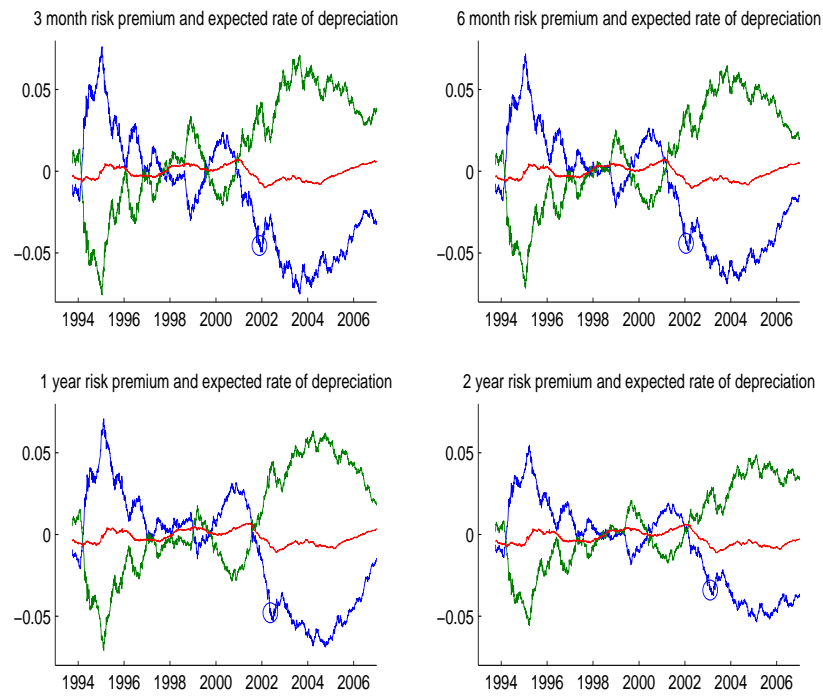 3 month risk premium and expected rate of depreciation
0.05
0
−0.05
1994 1996 1998 2000 2002 2004 2006
6 month risk premium and expected rate of depreciation
0.05
0
−0.05
1994 1996 1998 2000 2002 2004 2006
1 year risk premium and expected rate of depreciation
0.05
0
−0.05
1994 1996 1998 2000 2002 2004 2006
2 year risk premium and expected rate of depreciation
0.05
0
−0.05
1994 1996 1998 2000 2002 2004 2006